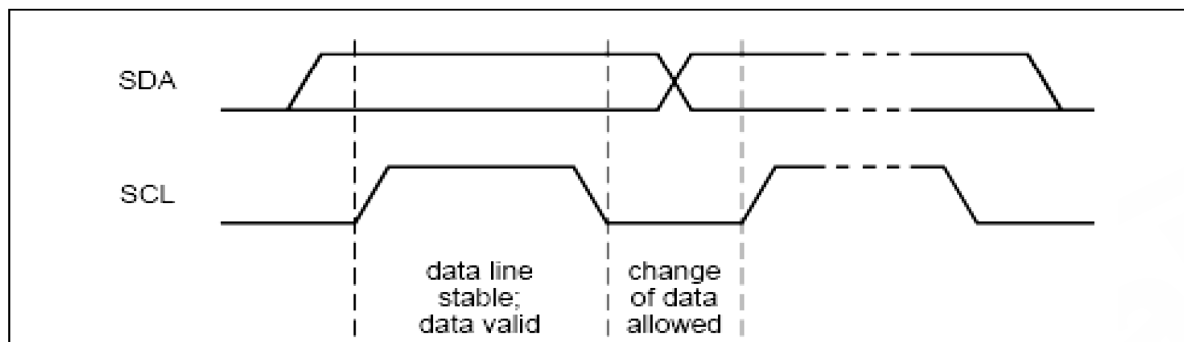 SDA
SCL
data line
stable;
data valid
change
of data
allowed